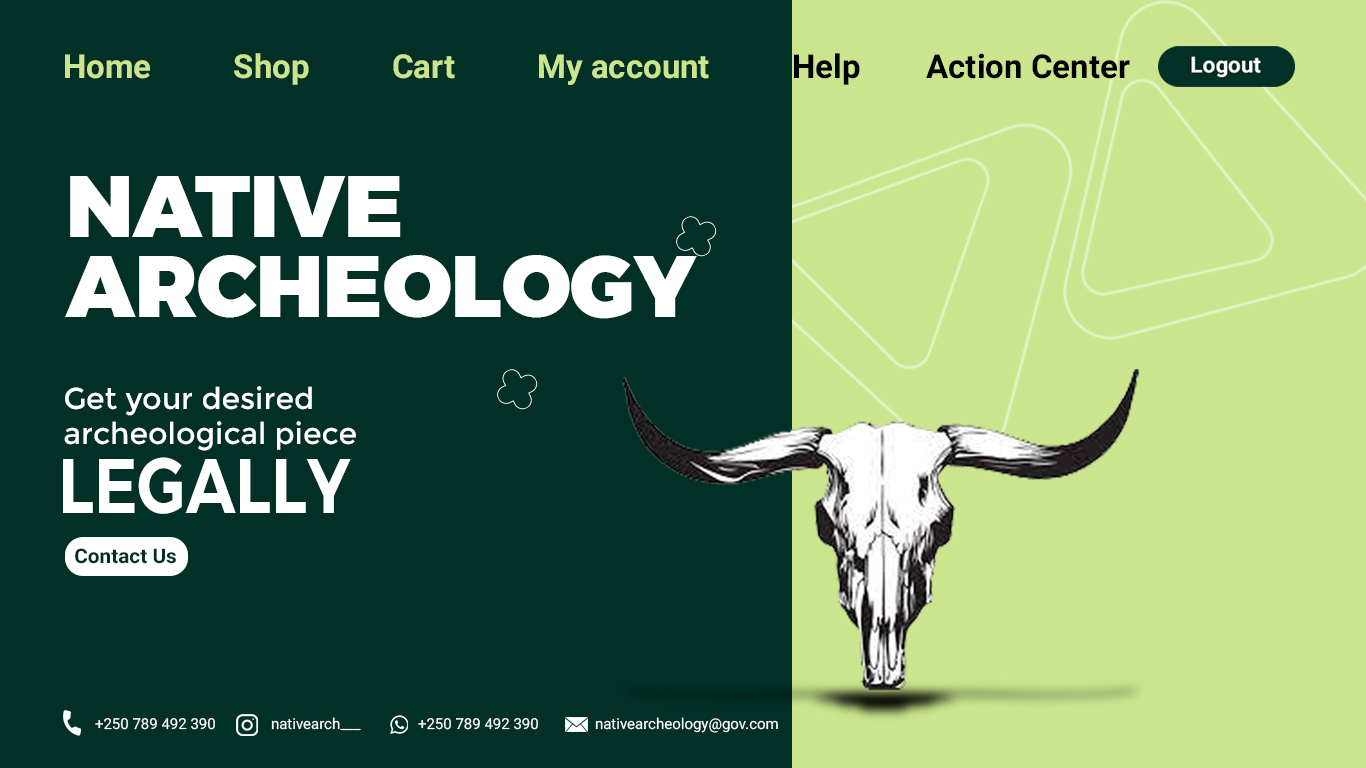 Home Shop Cart My account Help Action Center Logout
NATIVE
ARCHEOLOGY
Get your desired
archeological piece
LEGALLY
Contact Us
+250 789 492 390 nativearch___ +250 789 492 390 nativearcheology@gov.com